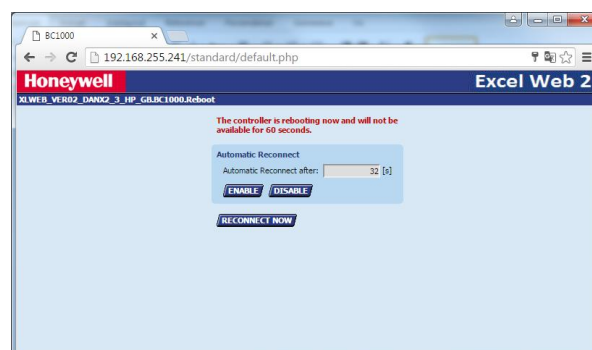 BC1000
192.168.255.241/standard/default.php
Honeywell
Excel Web 2
XLWEB_VER02_DANX2_3_HP_GB.BC1000.Reboot
The controller is rebooting now and will not be
available for 60 seconds.
Automatic Reconnect
Automatic Reconnect after: 32 [s]
ENABLE DISABLE
RECONNECT NOW